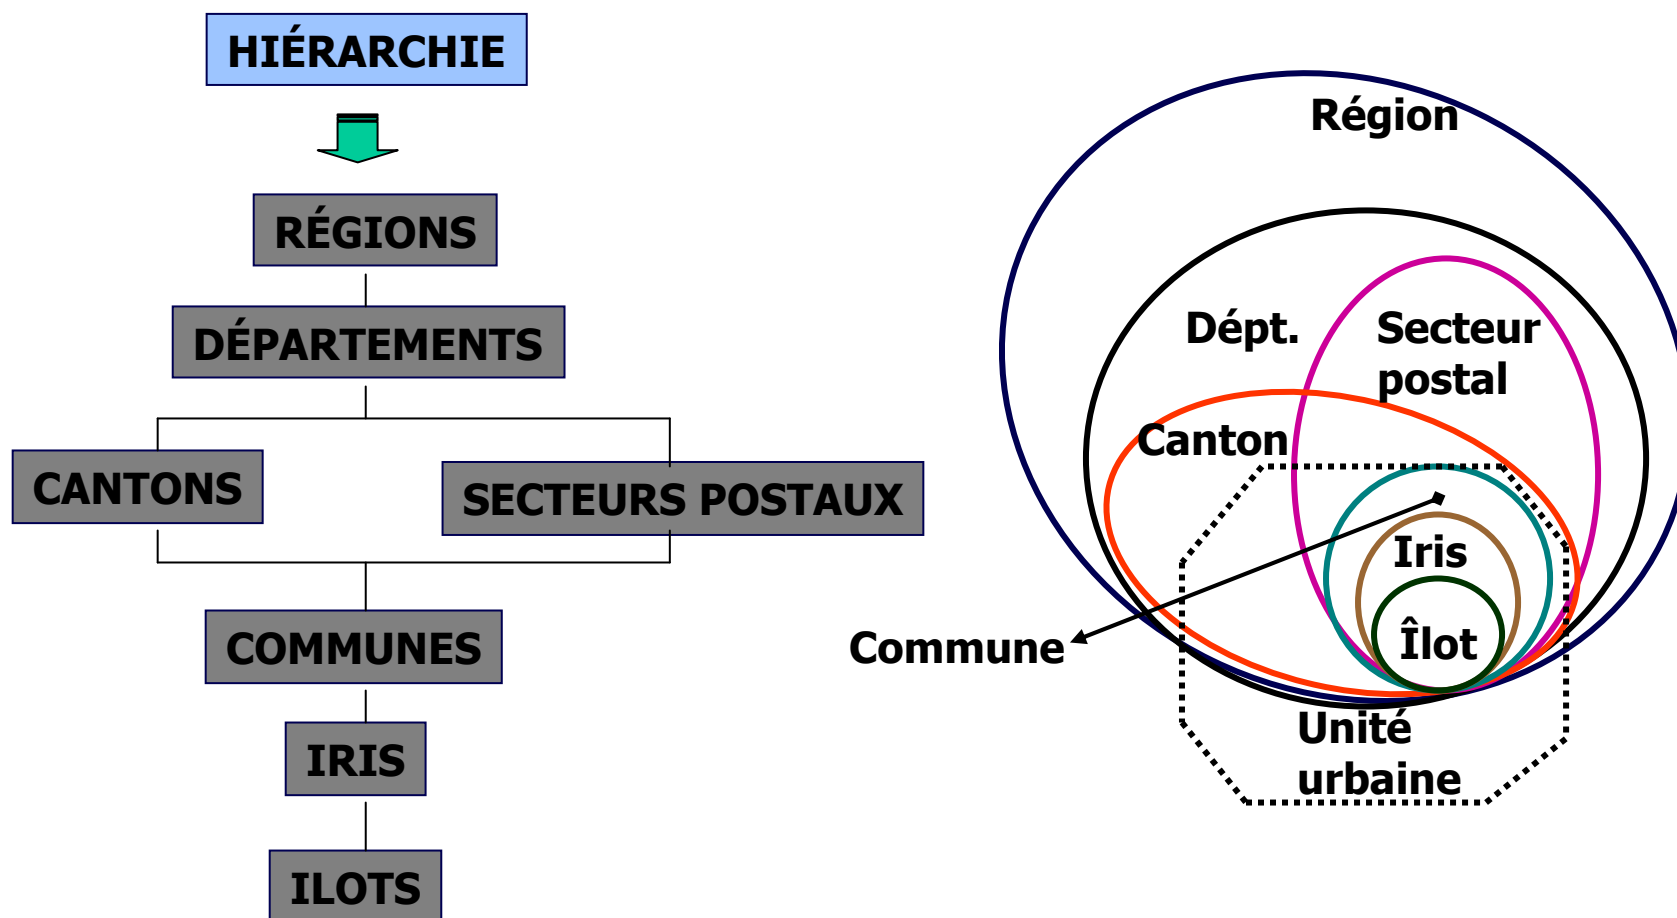 HIÉRARCHIE
RÉGIONS
DÉPARTEMENTS
CANTONS
SECTEURS POSTAUX
COMMUNES
IRIS
ILOTS
Région
Dépt.
Secteur
postal
Canton
Iris
Îlot
Commune
Unité
urbaine